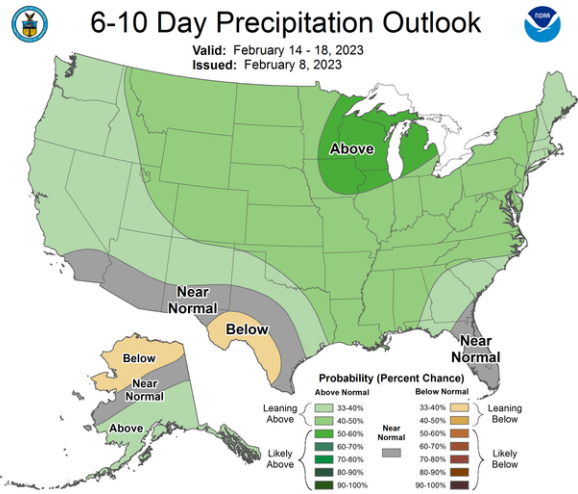 6-10 Day Precipitation Outlook
Valid: February 14 - 18, 2023
Issued: February 8, 2023
NOAA
Above
Near
Normal
Below
Near
Normal
Below
Near
Normal
Above
Probability (Percent Chance)
Above Normal
Below Normal
Leaning
Above
33-40%
40-50%
Likely
Above
50-60%
60-70%
70-80%
80-90%
90-100%
Near
Normal
33-40%
40-50%
Leaning
Below
50-60%
60-70%
70-80%
80-90%
90-100%
Likely
Below